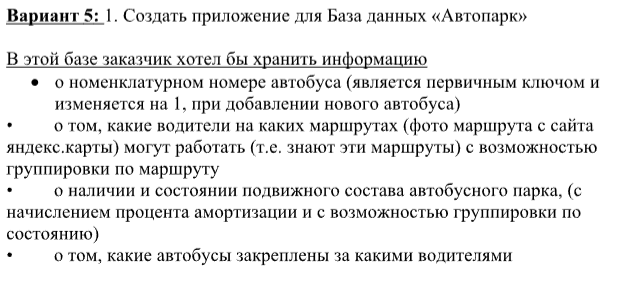 Вариант 5: 1. Создать приложение для База данных «Автопарк»
В этой базе заказчик хотел бы хранить информацию
• о номенклатурном номере автобуса (является первичным ключом и
изменяется на 1, при добавлении нового автобуса)
• о том, какие водители на каких маршрутах (фото маршрута с сайта
яндекс.карты) могут работать (т.е. знают эти маршруты) с возможностью
группировки по маршруту
• о наличии и состоянии подвижного состава автобусного парка, (с
начислением процента амортизации и с возможностью группировки по
состоянию)
• о том, какие автобусы закреплены за какими водителями